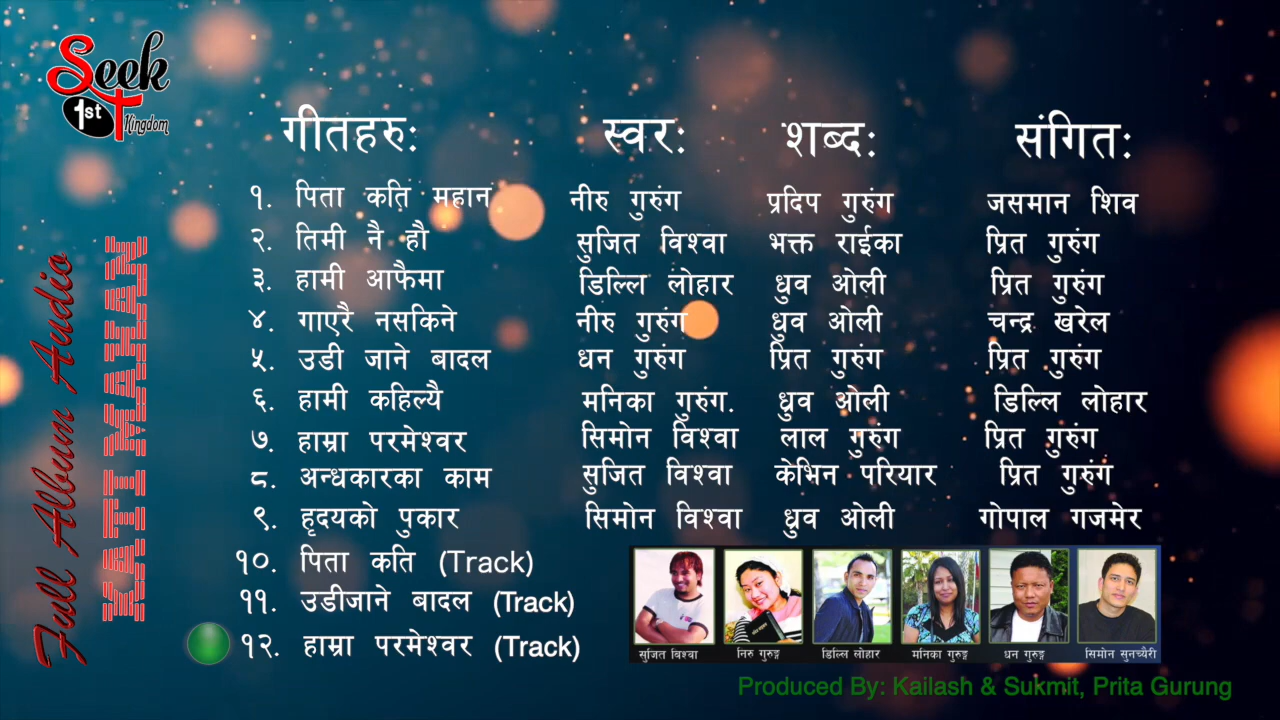 Seek
1st
Kingdom
Full Album Audio
KATI MAHAN
गीतहरुः स्वरः शब्दः संगितः
१. पिता कति महान नीरु गुरुंग प्रदिप गुरुंग जसमान शिव
२. तिमी नै हौ सुजित विश्वा भक्त राईका प्रित गुरुंग
३. हामी आफैमा डिल्लि लोहार धुव ओली प्रित गुरुंग
४. गाएरै नसकिने नीरु गुरुंग धुव ओली चन्द्र खरेल
५. उडी जाने बादल धन गुरुंग प्रित गुरुंग प्रित गुरुंग
६. हामी कहिल्यै मनिका गुरुंग. ध्रुव ओली डिल्लि लोहार
७. हाम्रा परमेश्वर सिमोन विश्वा लाल गुरुंग प्रित गुरुंग
८. अन्धकारका काम सुजित विश्वा केभिन परियार प्रित गुरुंग
९. हृदयको पुकार सिमोन विश्वा ध्रुव ओली गोपाल गजमेर
१०. पिता कति (Track)
११. उडीजाने बादल (Track)
१२. हाम्रा परमेश्वर (Track)
सुजित बिश्वा निरु गुरुङ्ग डिल्लि लोहार मनिका गुरुङ्ग धन गुरुङ्ग सिमोन सुनच्यैरी
Produced By: Kailash & Sukmit, Prita Gurung